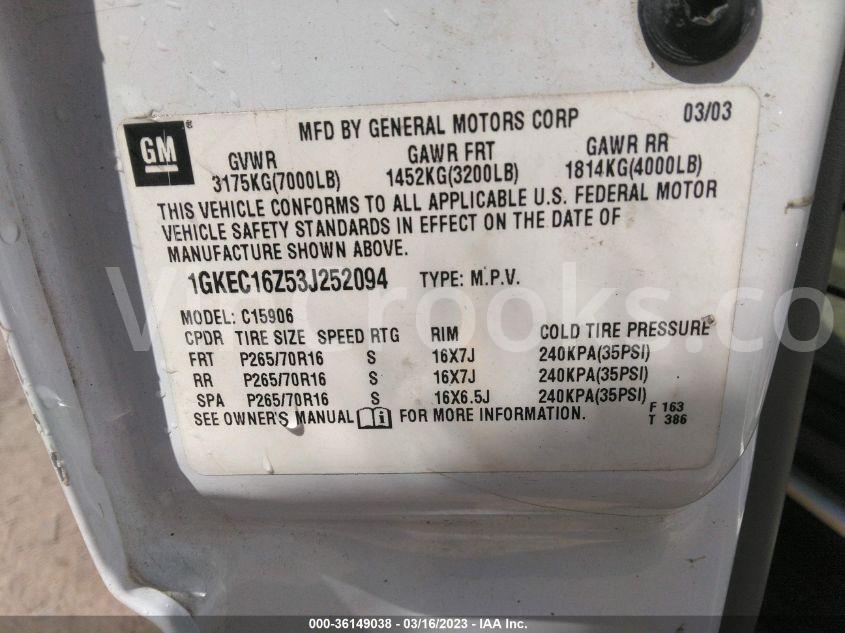 GM ®
MFD BY GENERAL MOTORS CORP 03/03
GVWR GAWR FRT GAWR RR
3175KG(7000LB) 1452KG(3200LB) 1814KG(4000LB)
THIS VEHICLE CONFORMS TO ALL APPLICABLE U.S. FEDERAL MOTOR
VEHICLE SAFETY STANDARDS IN EFFECT ON THE DATE OF
MANUFACTURE SHOWN ABOVE.
1GKEC16Z53J252094 TYPE: M.P.V.
VinCrooks.com
MODEL: C15906
CPDR TIRE SIZE SPEED RTG RIM COLD TIRE PRESSURE
FRT P265/70R16 S 16X7J 240KPA(35PSI)
RR P265/70R16 S 16X7J 240KPA(35PSI)
SPA P265/70R16 S 16X6.5J 240KPA(35PSI)
SEE OWNER'S MANUAL i FOR MORE INFORMATION.
F 163
T 386
000-36149038 - 03/16/2023 - IAA Inc.